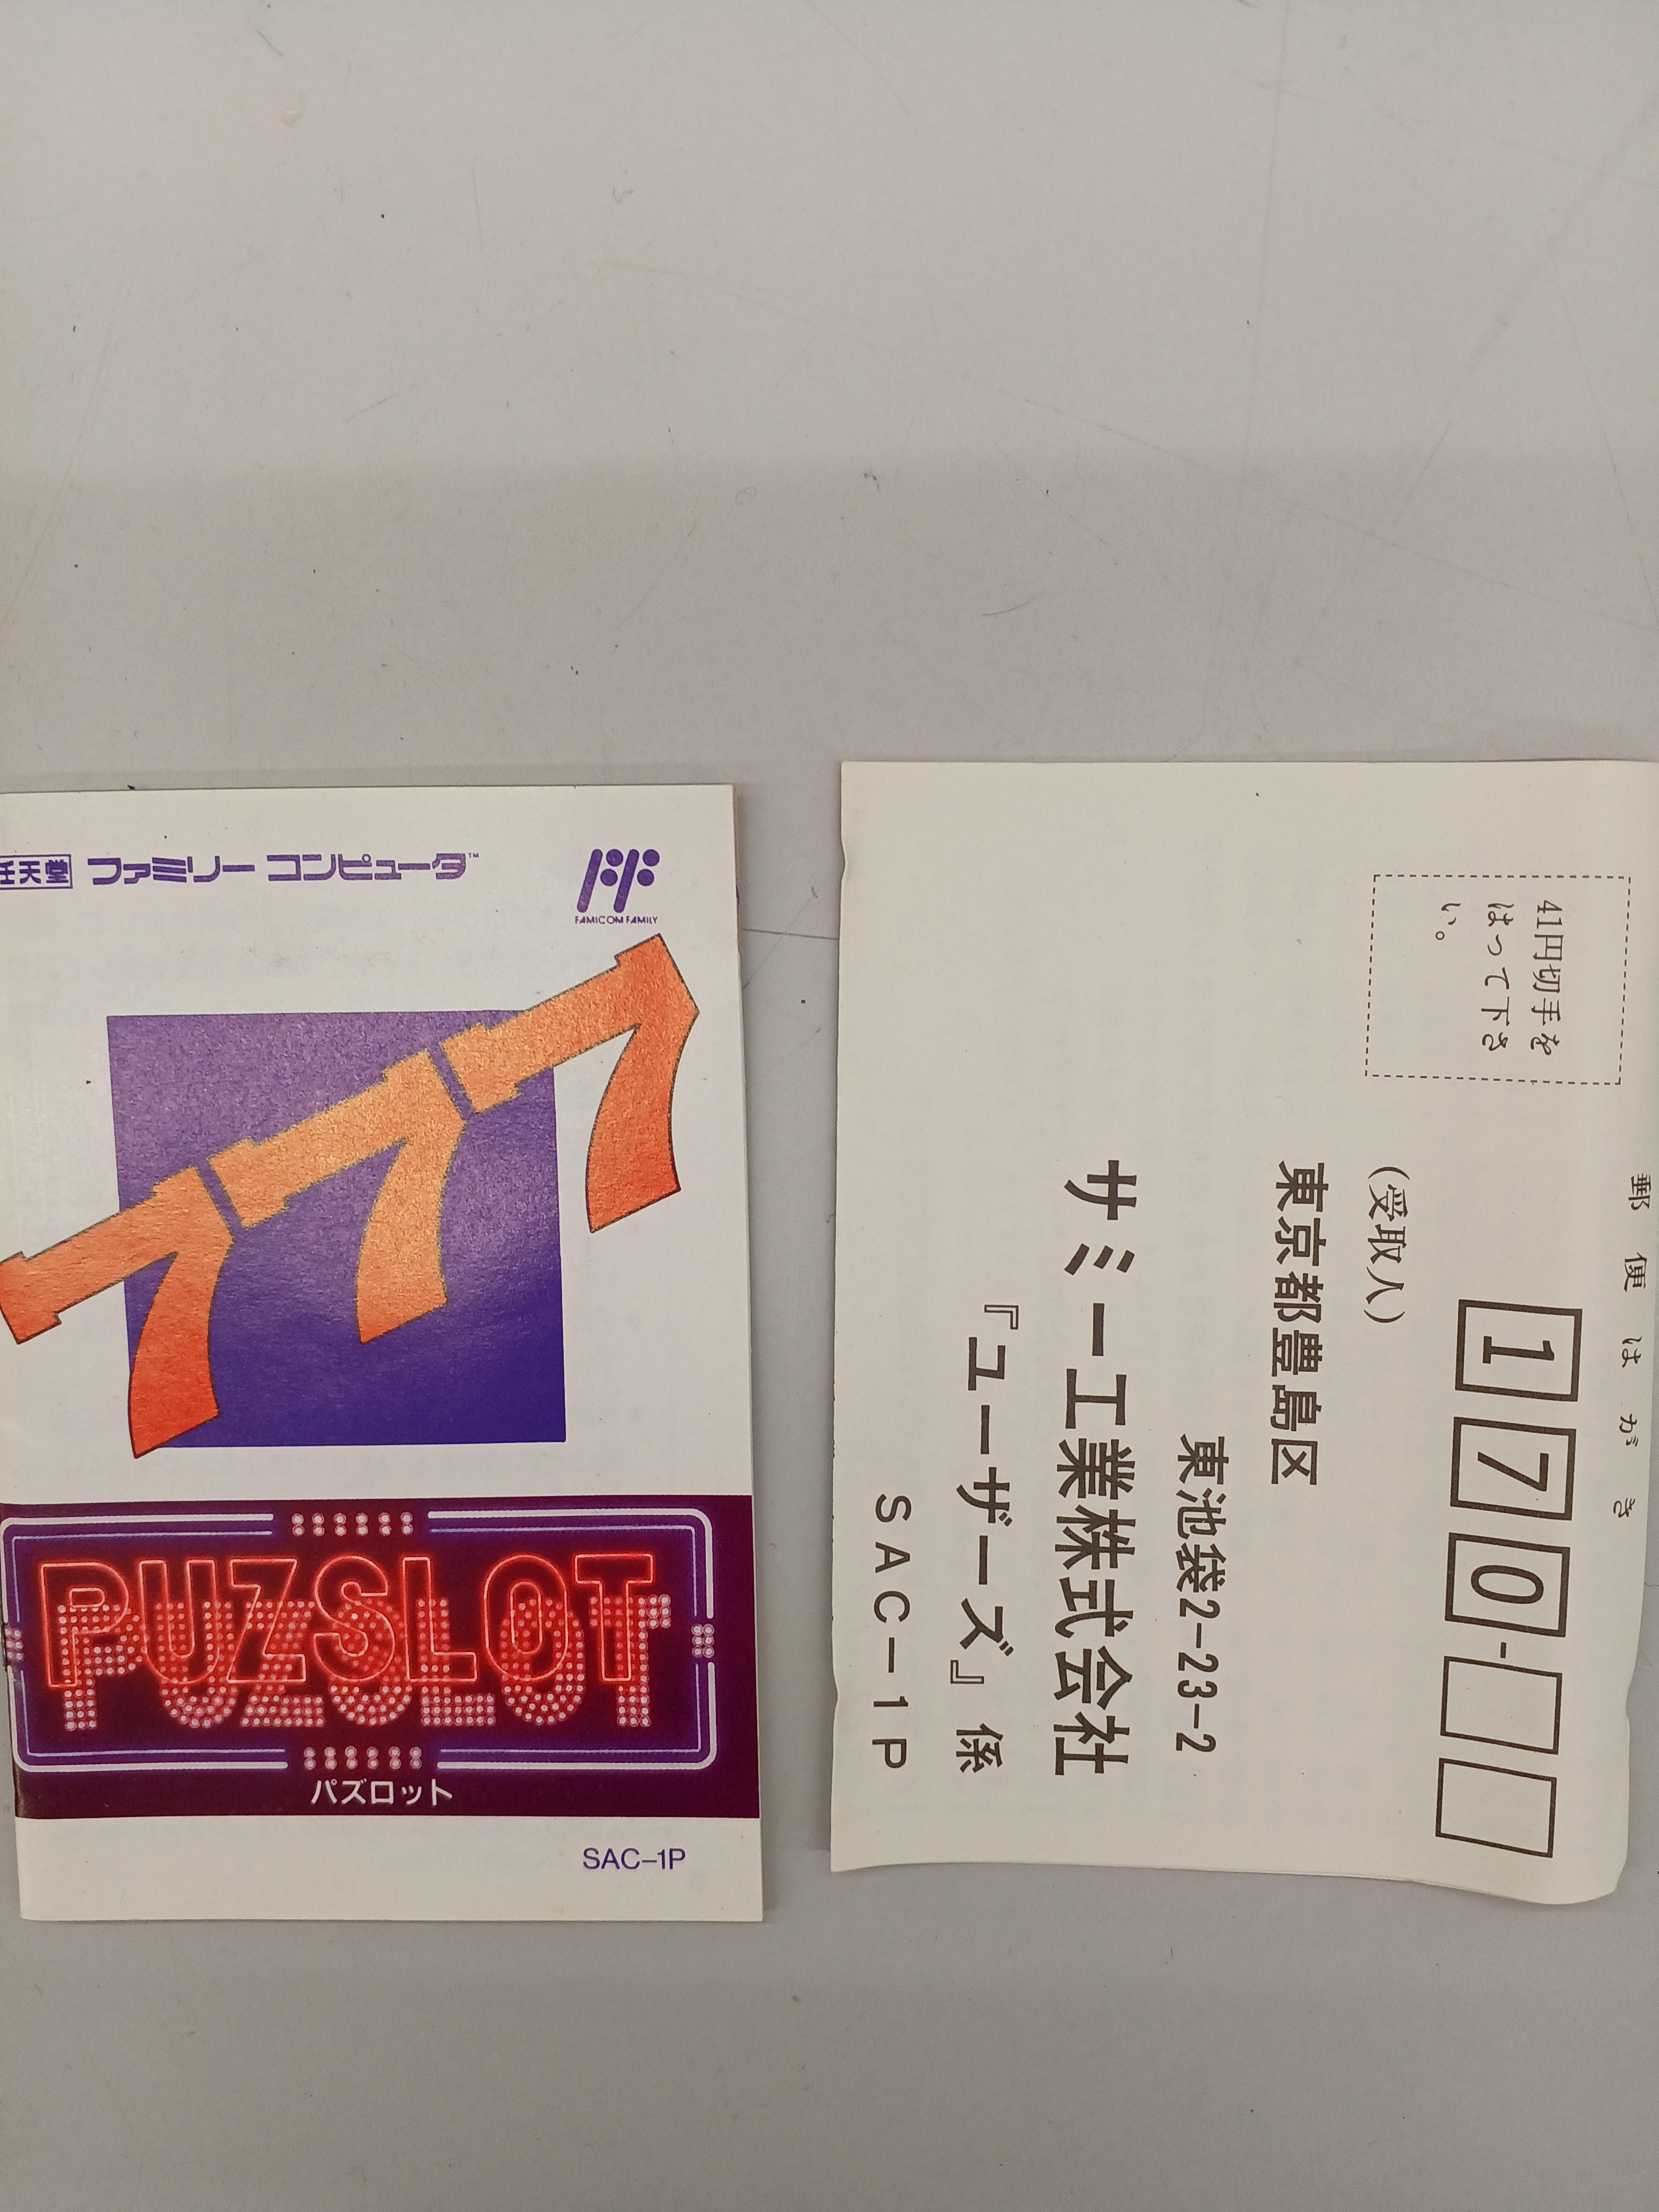 任天堂 ファミリー コンピュータ™
FAMICOM FAMILY
777
PUZSLOT
パズロット
SAC-1P
郵便はがき
41円切手を
はって下さ
い。
170-
(受取人)
東京都豊島区
東池袋2-23-2
サミー工業株式会社
『ユーザーズ』係
SAC-1P